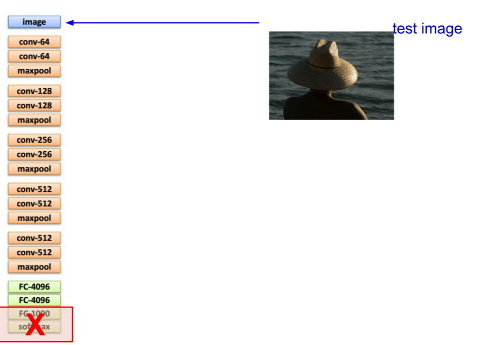 image
test image
conv-64
conv-64
maxpool
conv-128
conv-128
maxpool
conv-256
conv-256
maxpool
conv-512
conv-512
maxpool
conv-512
conv-512
maxpool
FC-4096
FC-4096
FC-1000
softmax
X